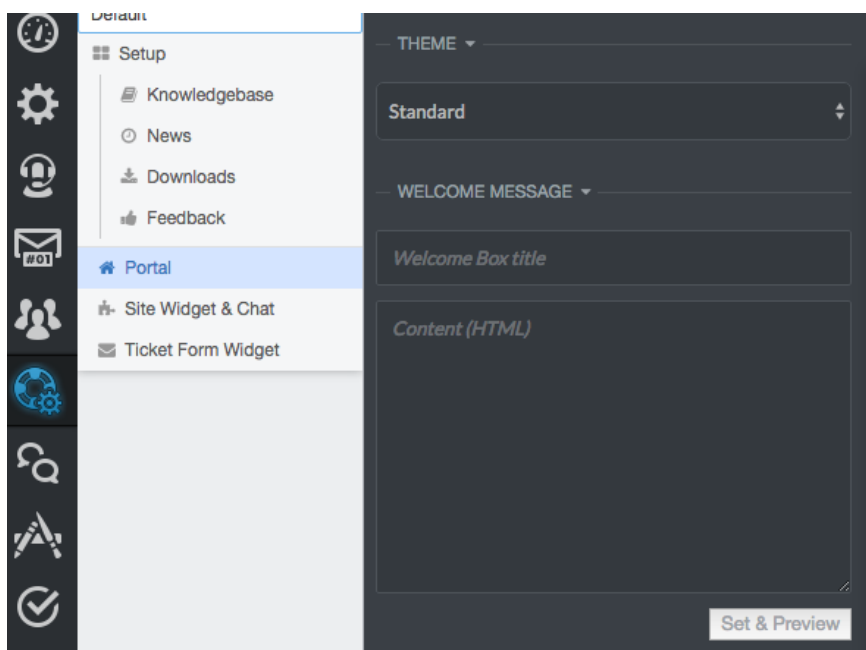 Default
Setup
Knowledgebase
News
Downloads
Feedback
Portal
Site Widget & Chat
Ticket Form Widget
#01
THEME
Standard
WELCOME MESSAGE
Welcome Box title
Content (HTML)
Set & Preview